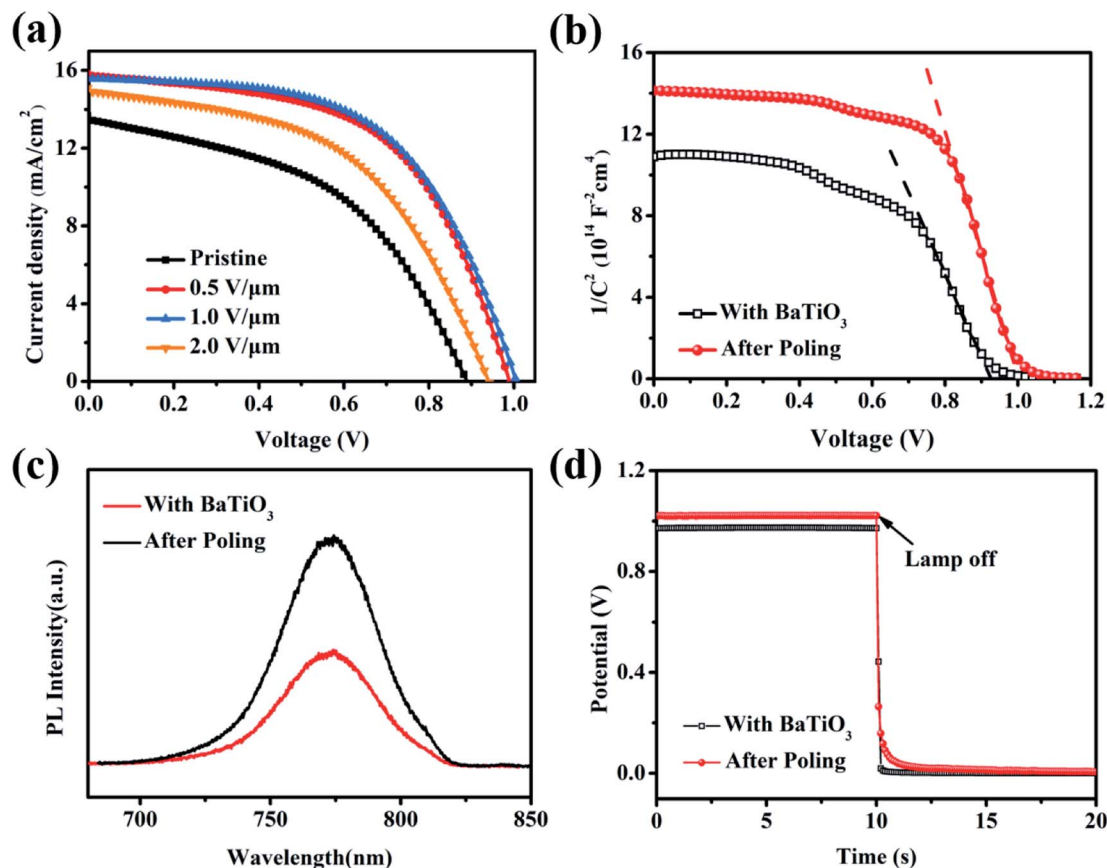 (a)
Current density (mA/cm²)
16
12
8
4
0
Pristine
0.5 V/μm
1.0 V/μm
2.0 V/μm
0.0 0.2 0.4 0.6 0.8 1.0
Voltage (V)
(b)
1/C² (10¹⁴ F⁻²cm⁴)
16
12
8
4
0
With BaTiO₃
After Poling
0.0 0.2 0.4 0.6 0.8 1.0 1.2
Voltage (V)
(c)
PL Intensity(a.u.)
With BaTiO₃
After Poling
700 750 800 850
Wavelength(nm)
(d)
Potential (V)
1.2
0.8
0.4
0.0
Lamp off
With BaTiO₃
After Poling
0 5 10 15 20
Time (s)